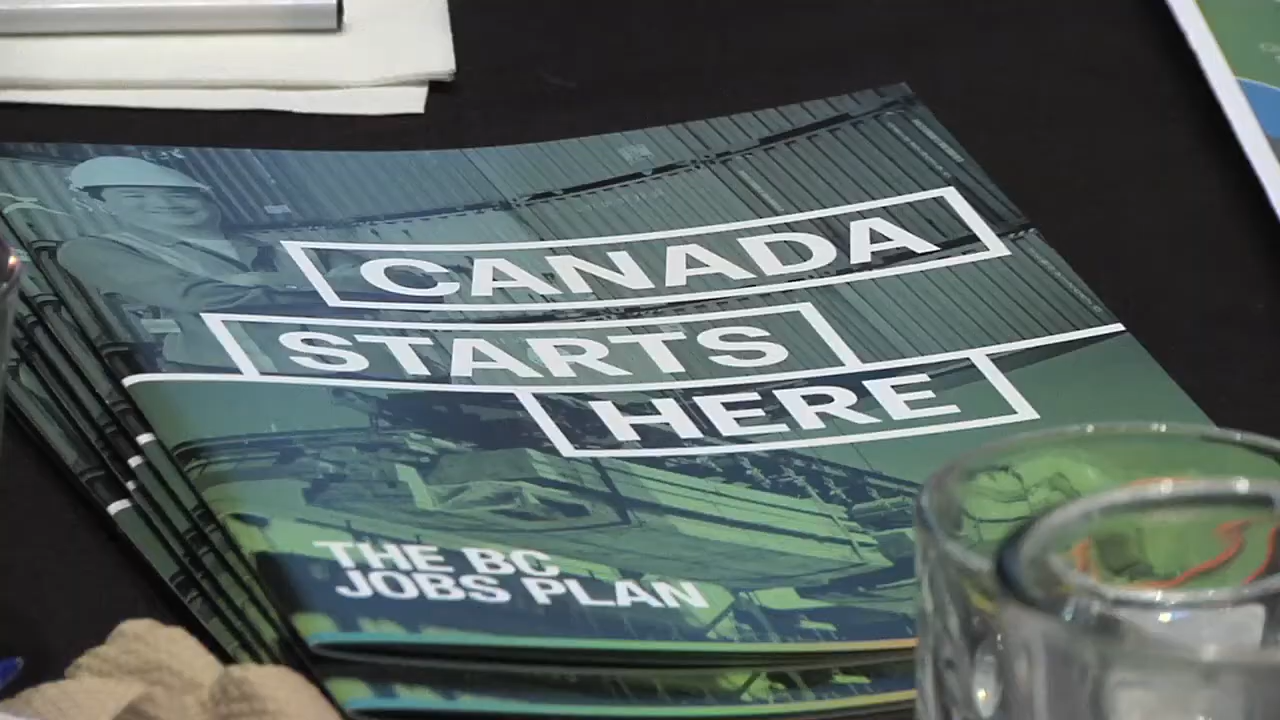 CANADA
STARTS
HERE
THE BC
JOBS PLAN